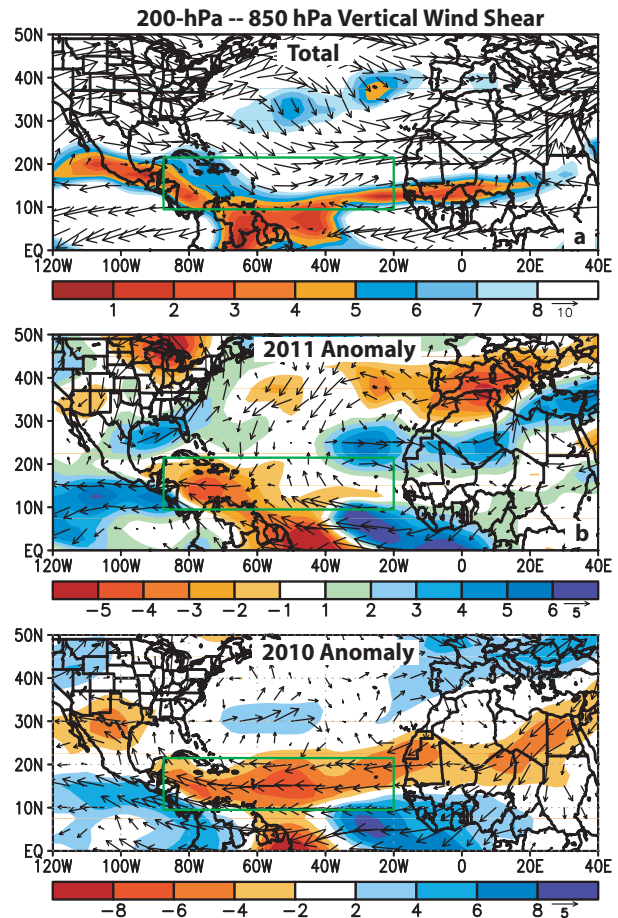 200-hPa -- 850 hPa Vertical Wind Shear
Total
50N
40N
30N
20N
10N
EQ
a
120W 100W 80W 60W 40W 20W 0 20E 40E
1 2 3 4 5 6 7 8 10
2011 Anomaly
50N
40N
30N
20N
10N
EQ
b
120W 100W 80W 60W 40W 20W 0 20E 40E
−5 −4 −3 −2 −1 1 2 3 4 5 6 5
2010 Anomaly
50N
40N
30N
20N
10N
EQ
120W 100W 80W 60W 40W 20W 0 20E 40E
−8 −6 −4 −2 2 4 6 8 5